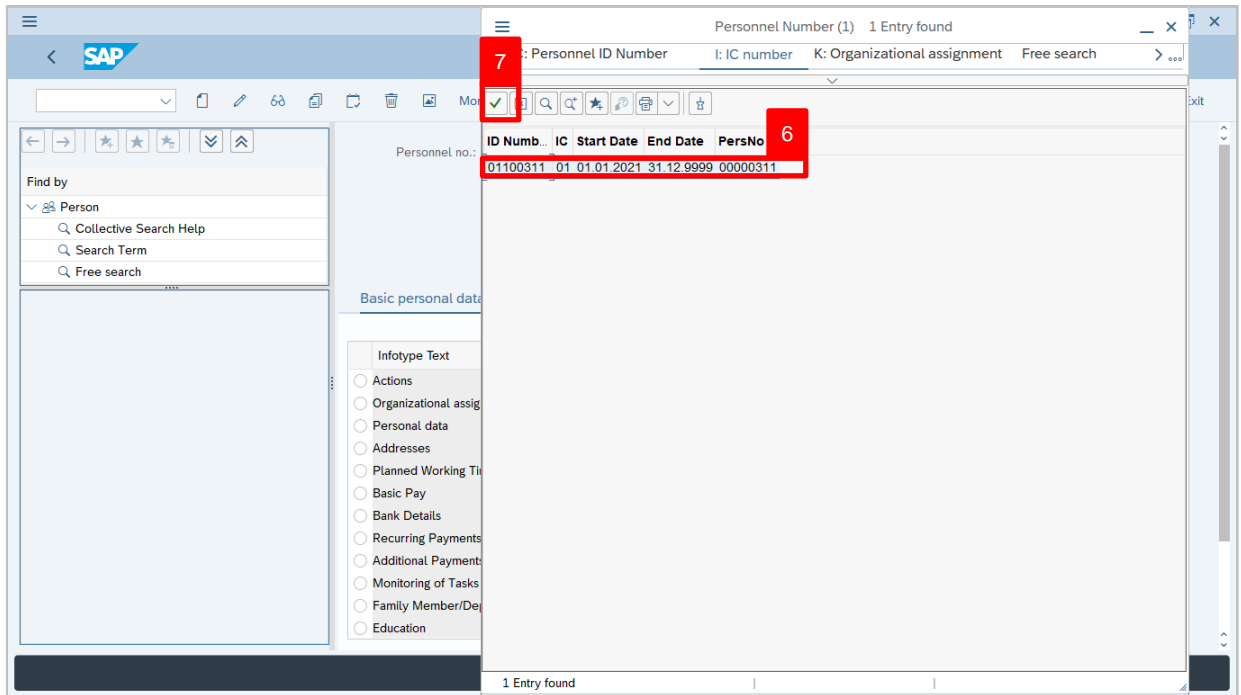 Personnel Number (1) 1 Entry found
SAP
7
: Personnel ID Number I: IC number K: Organizational assignment Free search
Mor
xit
ID Numb... IC Start Date End Date PersNo
6
01100311 01 01.01.2021 31.12.9999 00000311
Personnel no.:
Find by
Person
Collective Search Help
Search Term
Free search
Basic personal data
Infotype Text
Actions
Organizational assig
Personal data
Addresses
Planned Working Ti
Basic Pay
Bank Details
Recurring Payments
Additional Payments
Monitoring of Tasks
Family Member/Dep
Education
1 Entry found